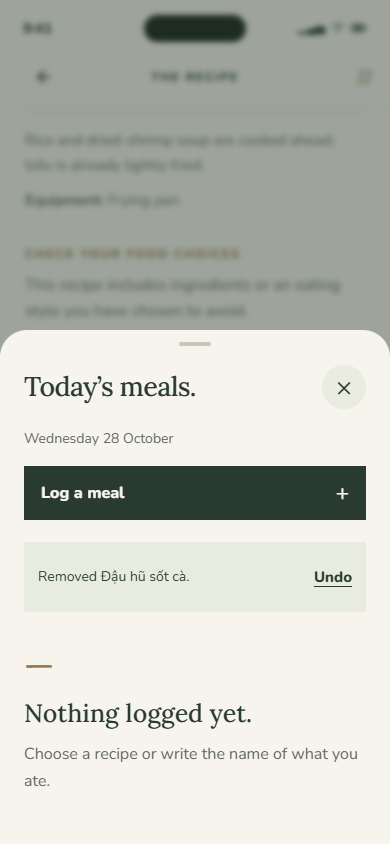 9:41
THE RECIPE
Rice and dried-shrimp soup are cooked ahead;
tofu is already lightly fried.
Equipment: Frying pan
CHECK YOUR FOOD CHOICES
This recipe includes ingredients or an eating
style you have chosen to avoid.
Today’s meals.
Wednesday 28 October
Log a meal +
Removed Đậu hũ sốt cà. Undo
Nothing logged yet.
Choose a recipe or write the name of what you
ate.